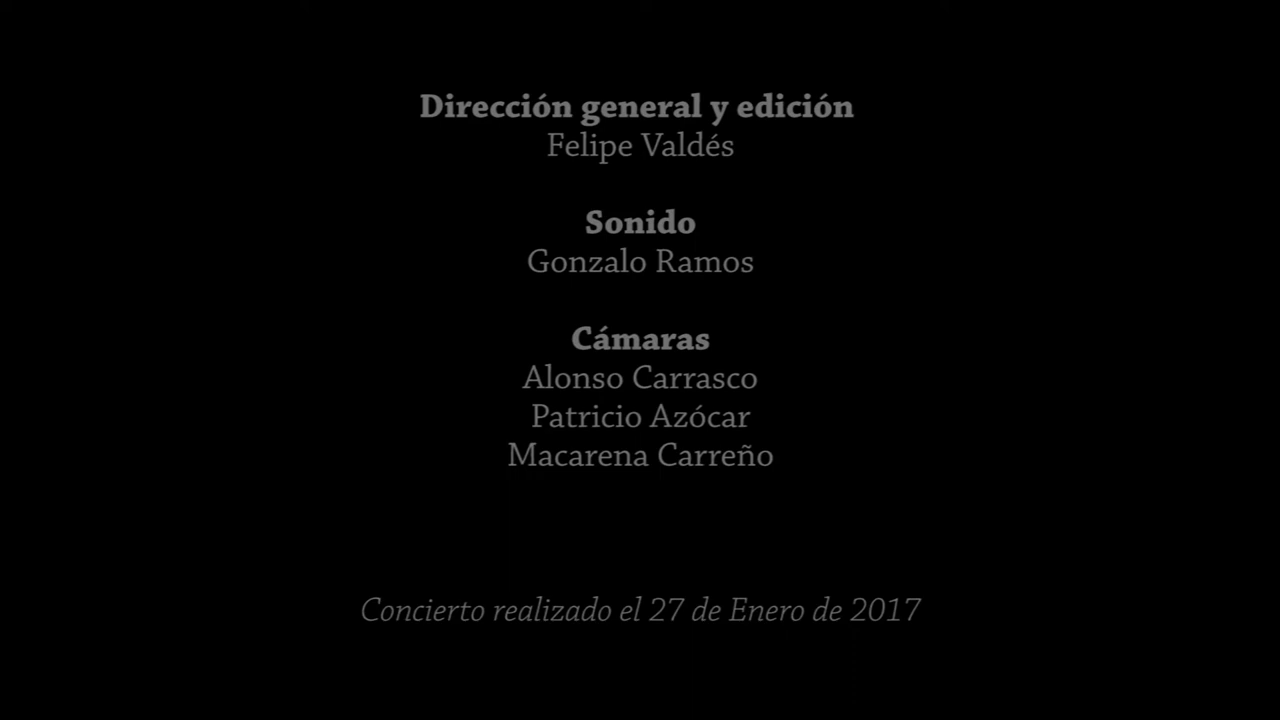 Dirección general y edición
Felipe Valdés
Sonido
Gonzalo Ramos
Cámaras
Alonso Carrasco
Patricio Azócar
Macarena Carreño
Concierto realizado el 27 de Enero de 2017